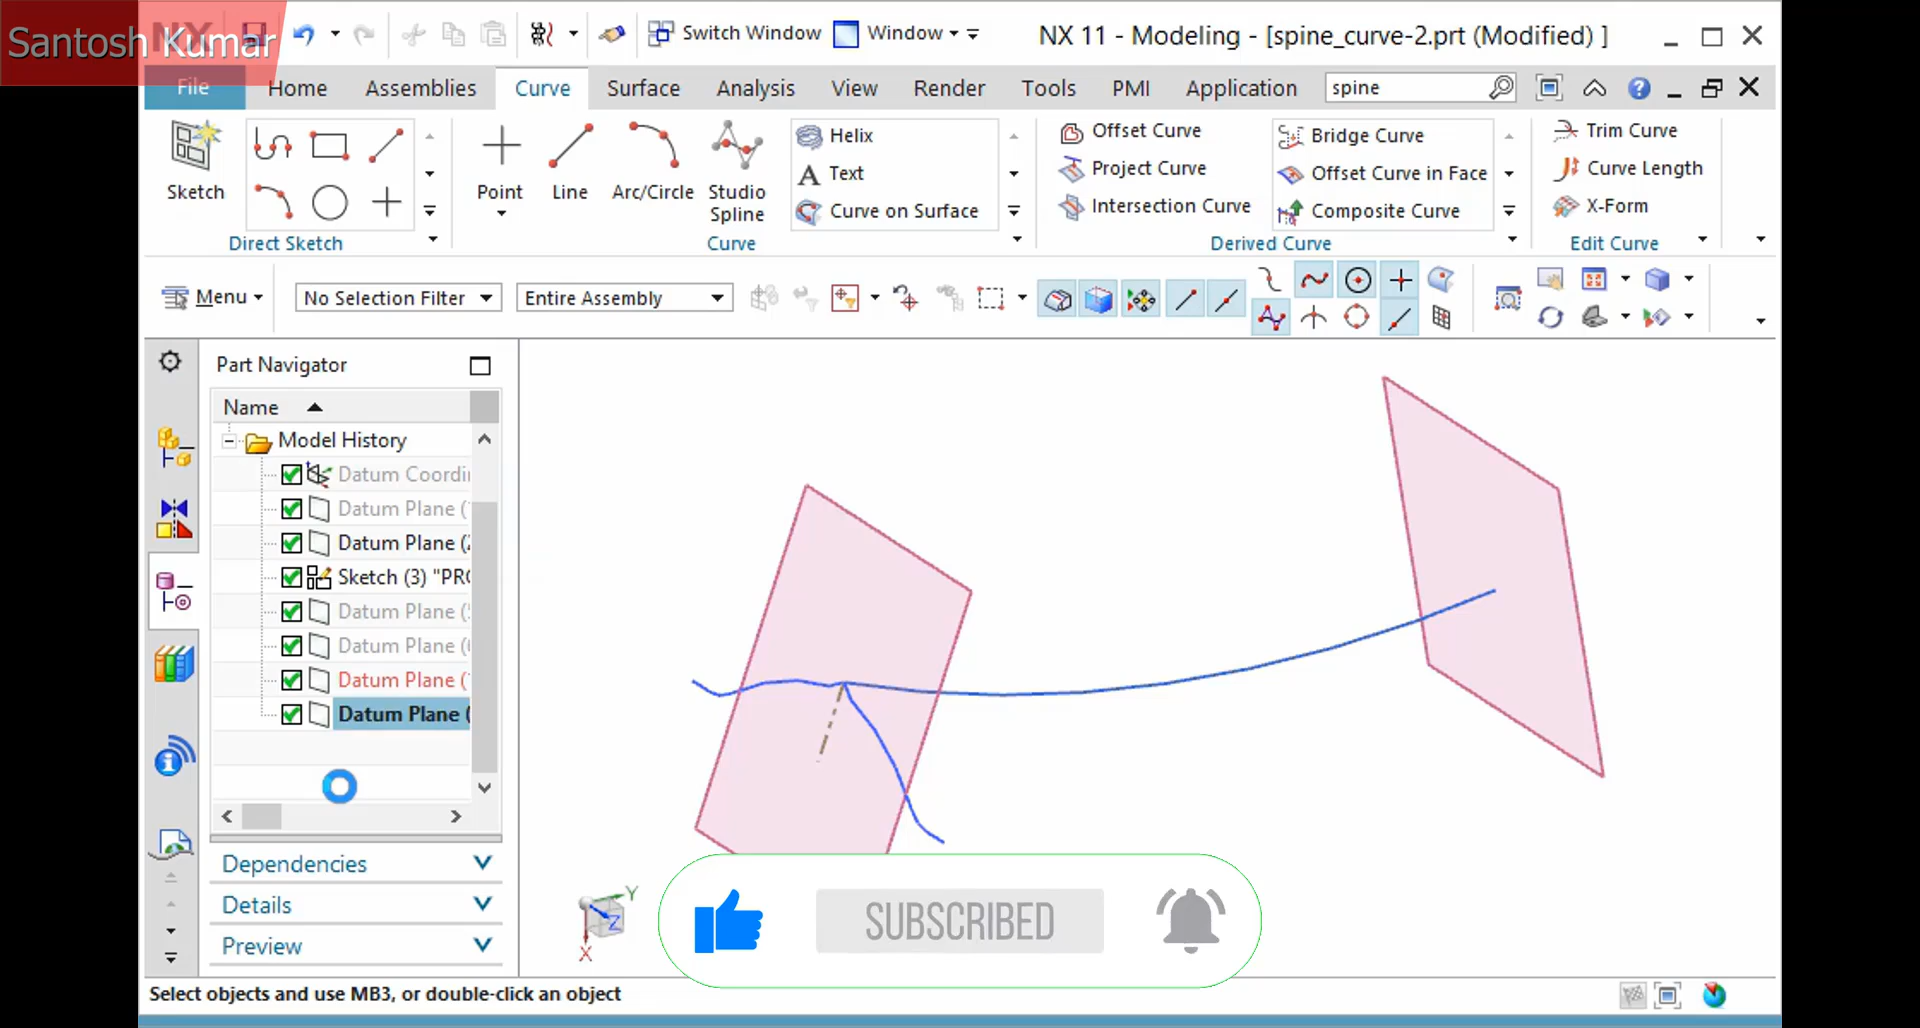 Santosh Kumar
NX
Switch Window
Window
NX 11 - Modeling - [spine_curve-2.prt (Modified) ]
File
Home
Assemblies
Curve
Surface
Analysis
View
Render
Tools
PMI
Application
spine
Sketch
Direct Sketch
Point
Line
Arc/Circle
Studio
Spline
Helix
Text
Curve on Surface
Curve
Offset Curve
Project Curve
Intersection Curve
Bridge Curve
Offset Curve in Face
Composite Curve
Derived Curve
Trim Curve
Curve Length
X-Form
Edit Curve
Menu
No Selection Filter
Entire Assembly
Part Navigator
Name
Model History
Datum Coordi
Datum Plane (
Datum Plane (2
Sketch (3) "PRO
Datum Plane (5
Datum Plane (6
Datum Plane (
Datum Plane (
Dependencies
Details
Preview
Y
Z
X
SUBSCRIBED
Select objects and use MB3, or double-click an object